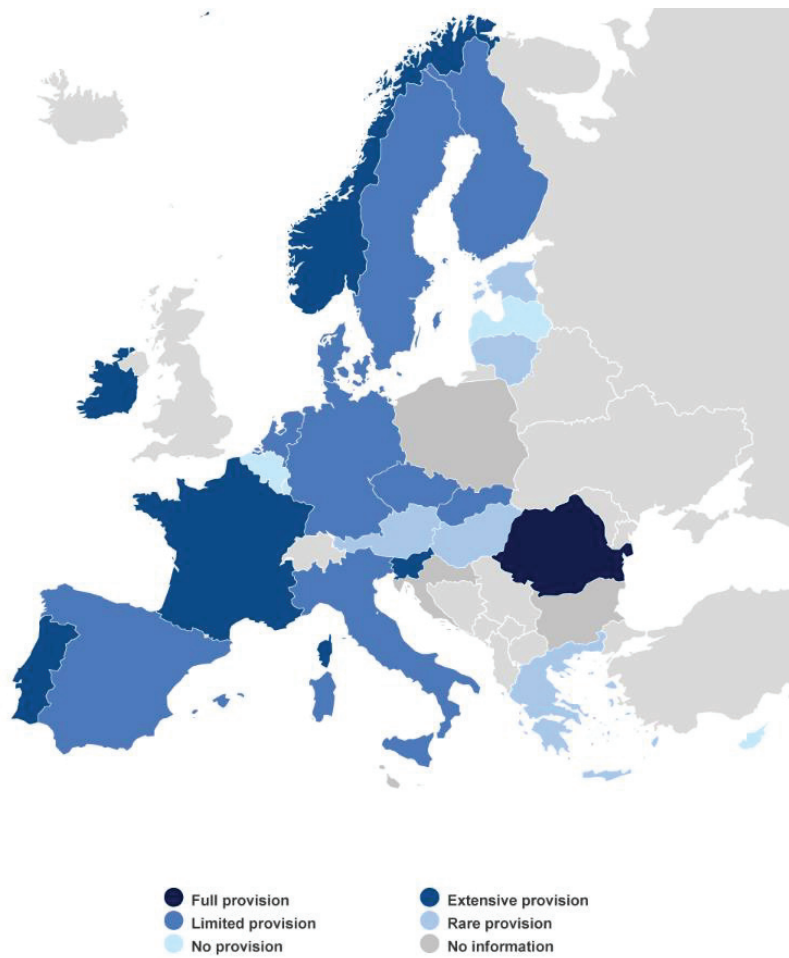 Full provision
Extensive provision
Limited provision
Rare provision
No provision
No information